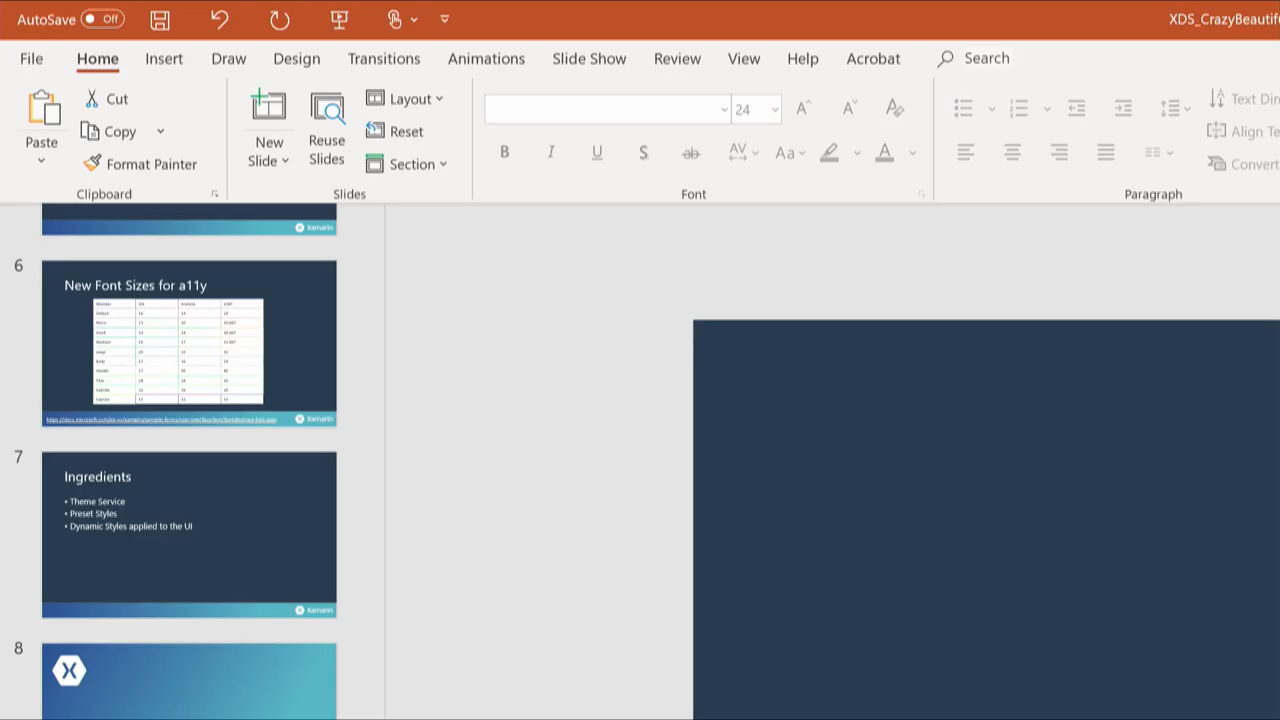 AutoSave Off XDS_CrazyBeautif
File Home Insert Draw Design Transitions Animations Slide Show Review View Help Acrobat Search
Paste
Cut
Copy
Format Painter
Clipboard
New Slide
Reuse Slides
Layout
Reset
Section
Slides
24
B I U S ab AV Aa A
Font
Text Dir
Align Te
Convert
Paragraph
Xamarin
6
New Font Sizes for a11y
Xamarin
7
Ingredients
• Theme Service
• Preset Styles
• Dynamic Styles applied to the UI
Xamarin
8